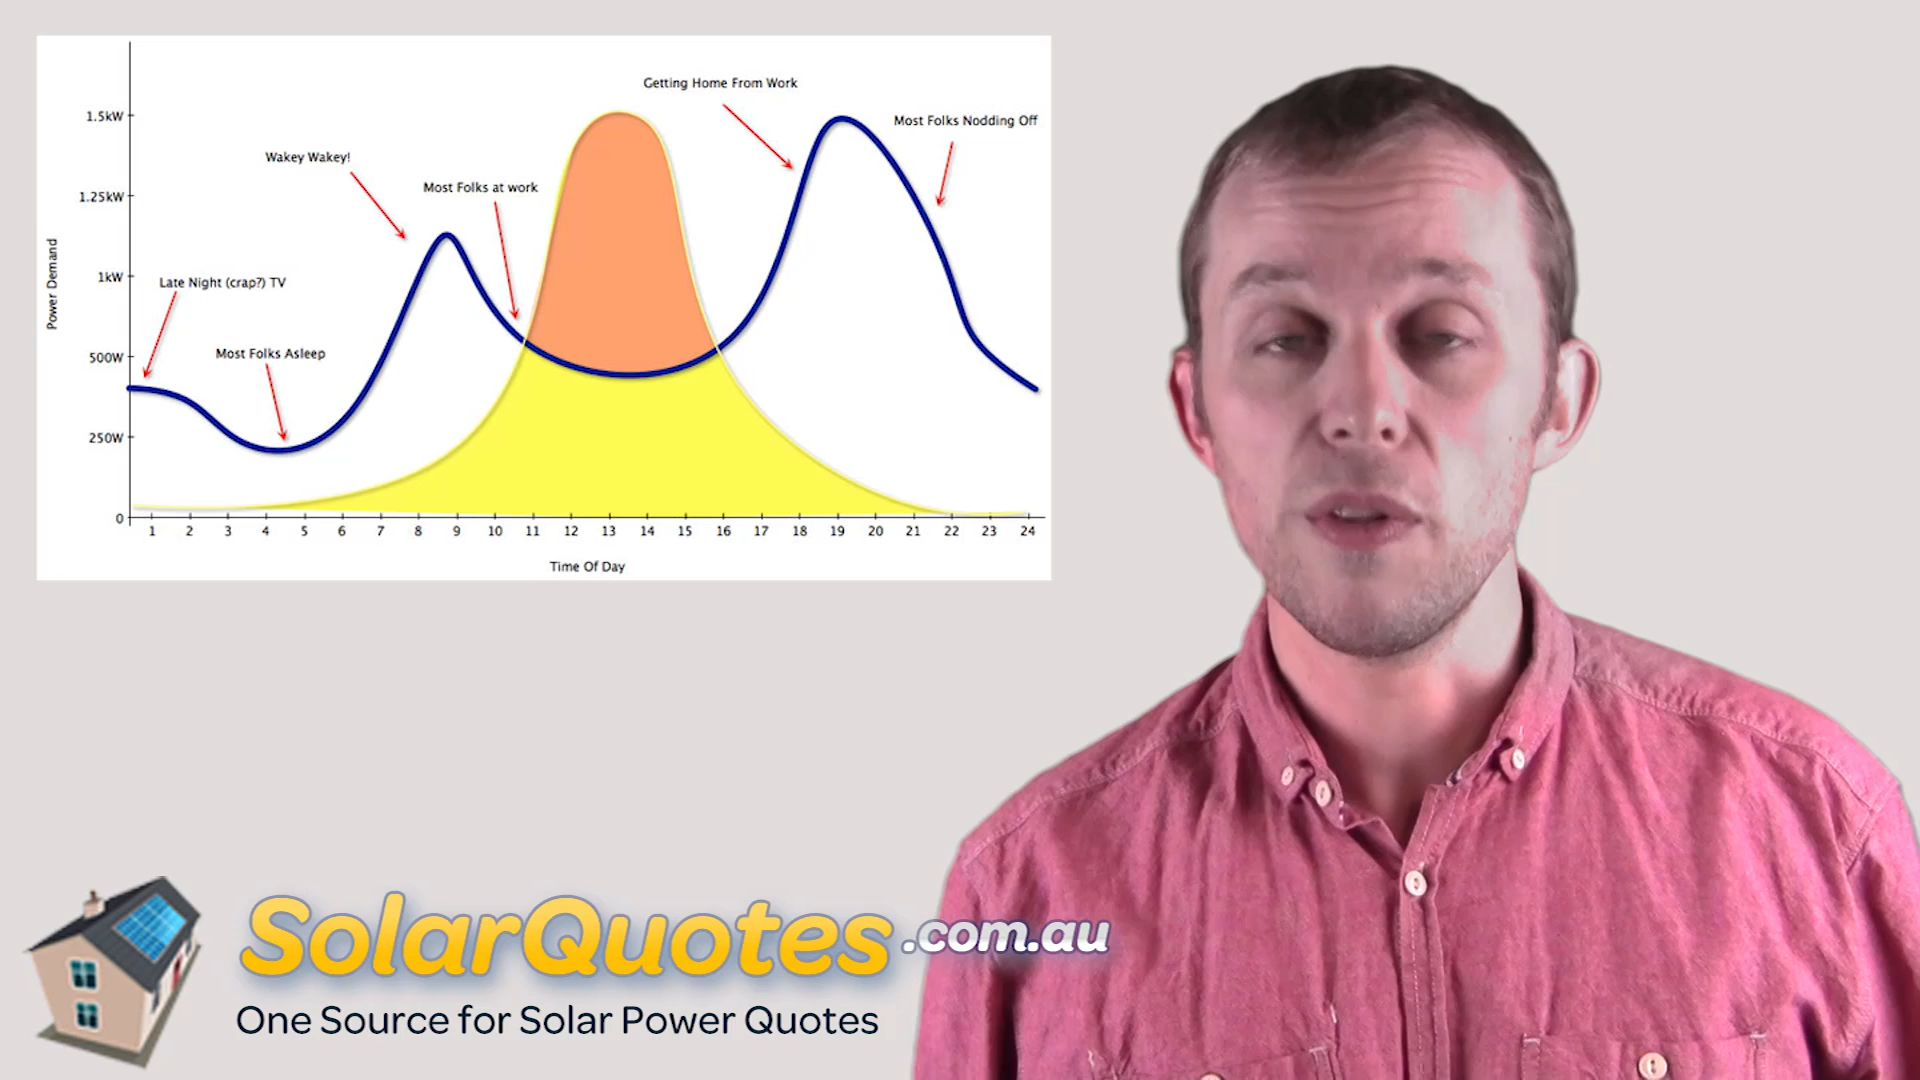 Getting Home From Work
1.5kW
Most Folks Nodding Off
Wakey Wakey!
Most Folks at work
1.25kW
Power Demand
1kW
Late Night (crap?) TV
Most Folks Asleep
500W
250W
0
1 2 3 4 5 6 7 8 9 10 11 12 13 14 15 16 17 18 19 20 21 22 23 24
Time Of Day
SolarQuotes.com.au
One Source for Solar Power Quotes